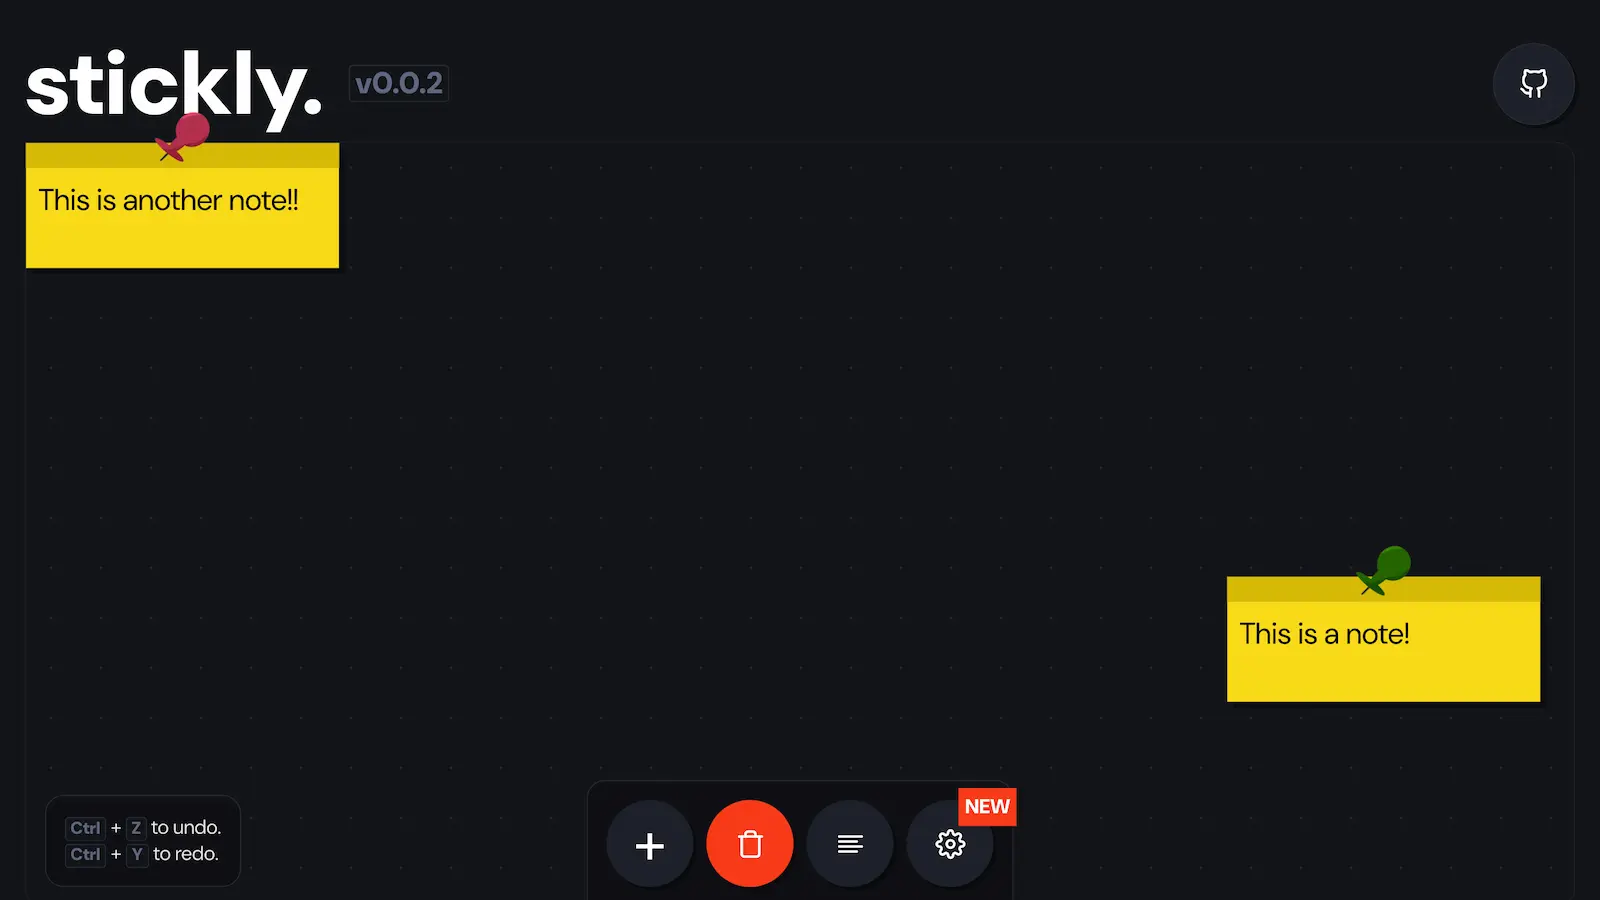 stickly. v0.0.2
This is another note!!
This is a note!
Ctrl + Z to undo.
Ctrl + Y to redo.
NEW